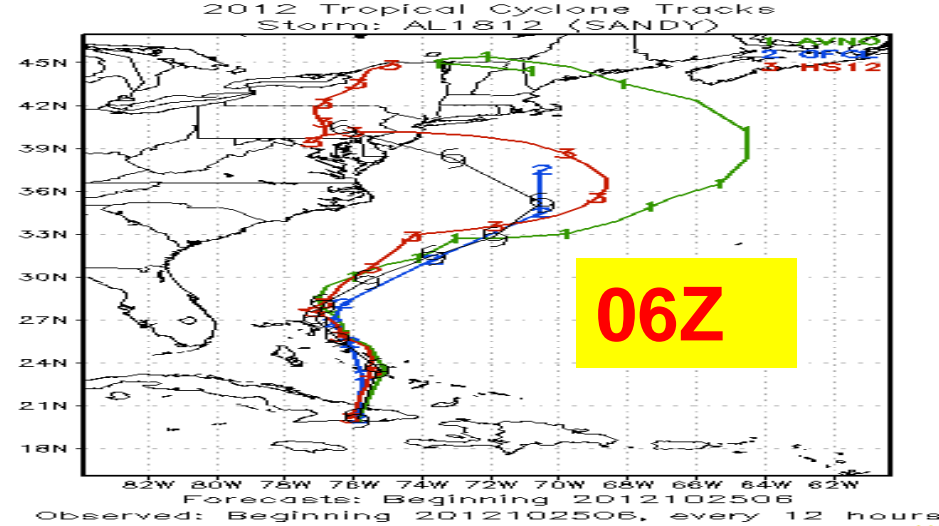 2012 Tropical Cyclone Tracks
Storm: AL1812 (SANDY)
1 AVNO
2
3 HS12
45N
42N
39N
36N
33N
30N
27N
24N
21N
18N
06Z
82W 80W 78W 76W 74W 72W 70W 68W 66W 64W 62W
Forecasts: Beginning 2012102506
Observed: Beginning 2012102506, every 12 hours